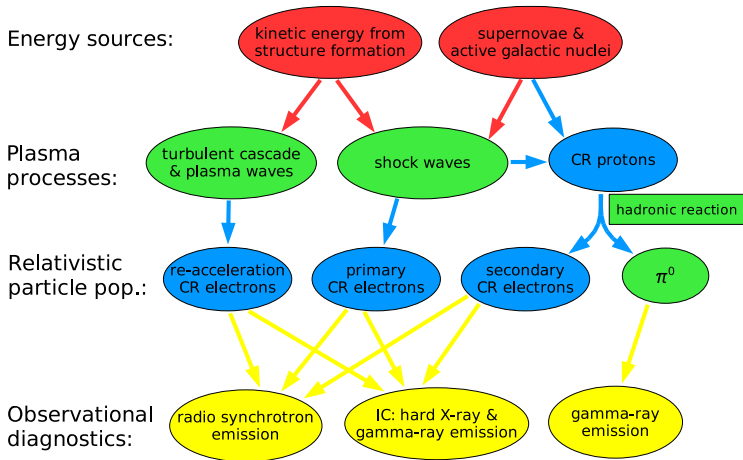 Energy sources:
kinetic energy from
structure formation
supernovae &
active galactic nuclei
Plasma
processes:
turbulent cascade
& plasma waves
shock waves
CR protons
hadronic reaction
Relativistic
particle pop.:
re-acceleration
CR electrons
primary
CR electrons
secondary
CR electrons
π⁰
Observational
diagnostics:
radio synchrotron
emission
IC: hard X-ray &
gamma-ray emission
gamma-ray
emission